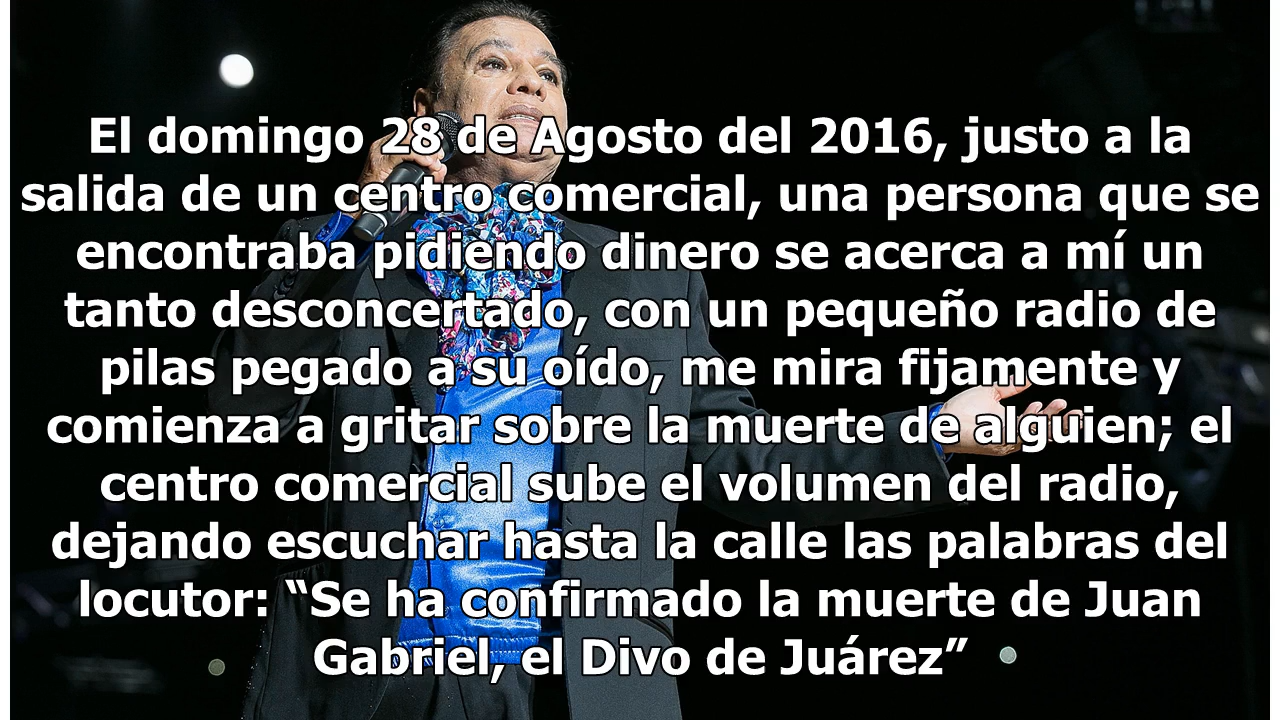 El domingo 28 de Agosto del 2016, justo a la
salida de un centro comercial, una persona que se
encontraba pidiendo dinero se acerca a mí un
tanto desconcertado, con un pequeño radio de
pilas pegado a su oído, me mira fijamente y
comienza a gritar sobre la muerte de alguien; el
centro comercial sube el volumen del radio,
dejando escuchar hasta la calle las palabras del
locutor: “Se ha confirmado la muerte de Juan
Gabriel, el Divo de Juárez”